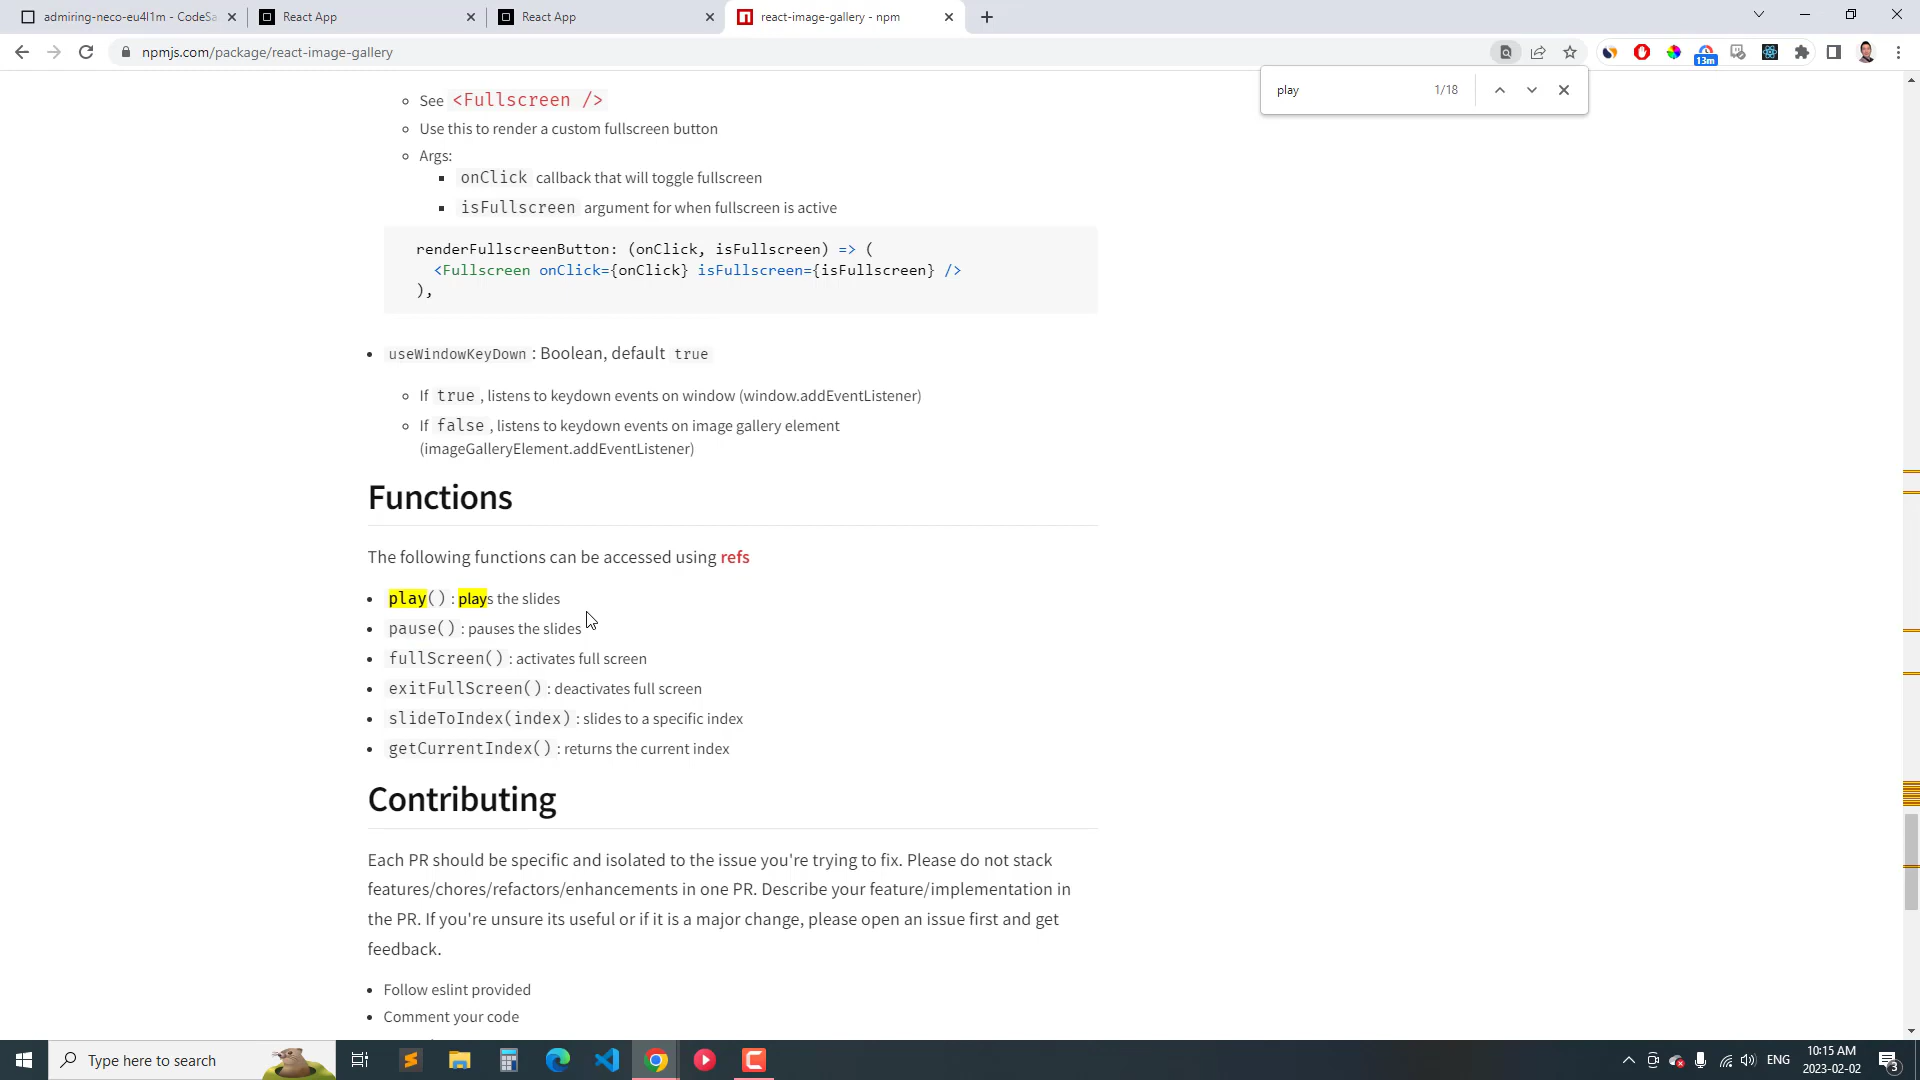 admiring-neco-eu4l1m - CodeSa
React App
React App
react-image-gallery - npm
npmjs.com/package/react-image-gallery
13m
play
1/18
See <Fullscreen />
Use this to render a custom fullscreen button
Args:
onClick callback that will toggle fullscreen
isFullscreen argument for when fullscreen is active
renderFullscreenButton: (onClick, isFullscreen) => (
<Fullscreen onClick={onClick} isFullscreen={isFullscreen} />
),
useWindowKeyDown : Boolean, default true
If true , listens to keydown events on window (window.addEventListener)
If false , listens to keydown events on image gallery element
(imageGalleryElement.addEventListener)
Functions
The following functions can be accessed using refs
play() : plays the slides
pause() : pauses the slides
fullScreen() : activates full screen
exitFullScreen() : deactivates full screen
slideToIndex(index) : slides to a specific index
getCurrentIndex() : returns the current index
Contributing
Each PR should be specific and isolated to the issue you're trying to fix. Please do not stack
features/chores/refactors/enhancements in one PR. Describe your feature/implementation in
the PR. If you're unsure its useful or if it is a major change, please open an issue first and get
feedback.
Follow eslint provided
Comment your code
Type here to search
ENG
10:15 AM
2023-02-02
3